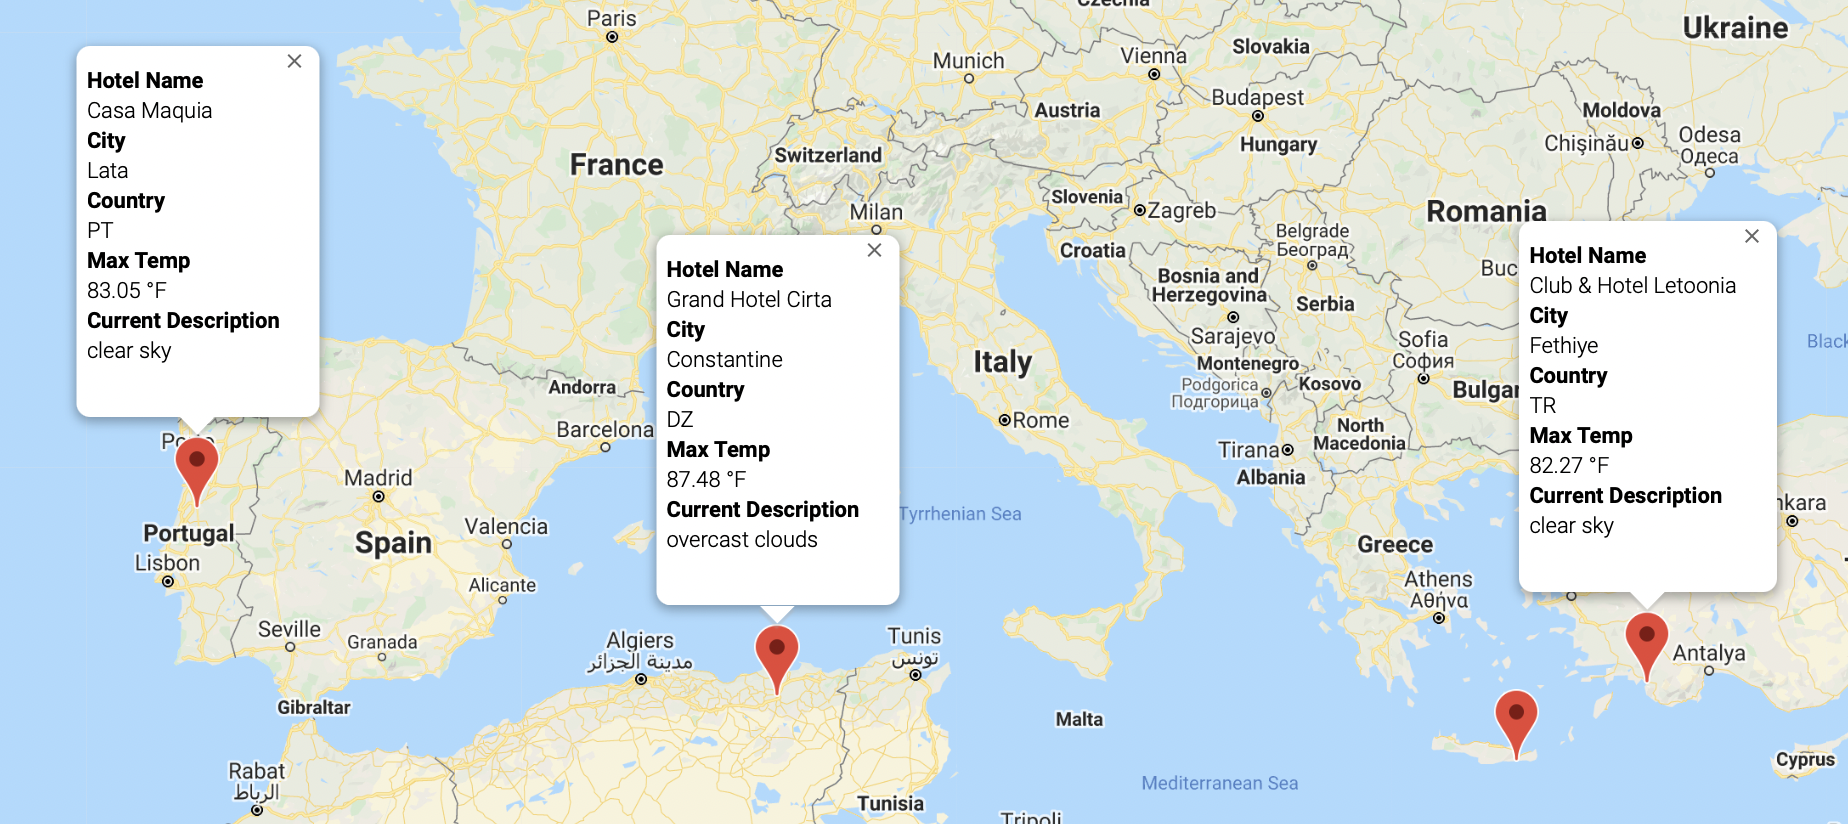 Hotel Name
Casa Maquia
City
Lata
Country
PT
Max Temp
83.05 °F
Current Description
clear sky
Hotel Name
Grand Hotel Cirta
City
Constantine
Country
DZ
Max Temp
87.48 °F
Current Description
overcast clouds
Hotel Name
Club & Hotel Letoonia
City
Fethiye
Country
TR
Max Temp
82.27 °F
Current Description
clear sky
Paris
Czechia
Ukraine
Slovakia
Vienna
Munich
Budapest
Austria
Moldova
Chişinău
Odesa
Одеса
Hungary
France
Switzerland
Slovenia
Zagreb
Milan
Romania
Croatia
Belgrade
Београд
Bosnia and
Herzegovina
Serbia
Buc
Sarajevo
Sofia
София
Black
Italy
Montenegro
Podgorica
Подгорица
Kosovo
Bulgar
Andorra
Barcelona
Rome
North
Macedonia
Tirana
Albania
Madrid
Portugal
Spain
Valencia
Tyrrhenian Sea
nkara
Lisbon
Alicante
Greece
Athens
Αθήνα
Seville
Granada
Algiers
مدينة الجزائر
Tunis
تونس
Antalya
Gibraltar
Malta
Cyprus
Rabat
الرباط
Mediterranean Sea
Tunisia
Tripoli